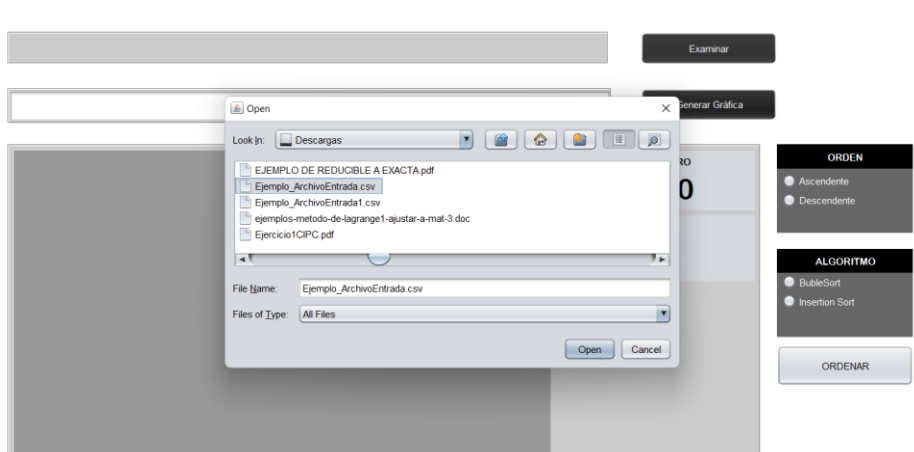 Examinar
Open
Generar Gráfica
Look In: Descargas
EJEMPLO DE REDUCIBLE A EXACTA.pdf
Ejemplo_ArchivoEntrada.csv
Ejemplo_ArchivoEntrada1.csv
ejemplos-metodo-de-lagrange1-ajustar-a-mat-3.doc
Ejercicio1CIPC.pdf
File Name: Ejemplo_ArchivoEntrada.csv
Files of Type: All Files
Open Cancel
RO
0
ORDEN
Ascendente
Descendente
ALGORITMO
BubleSort
Insertion Sort
ORDENAR